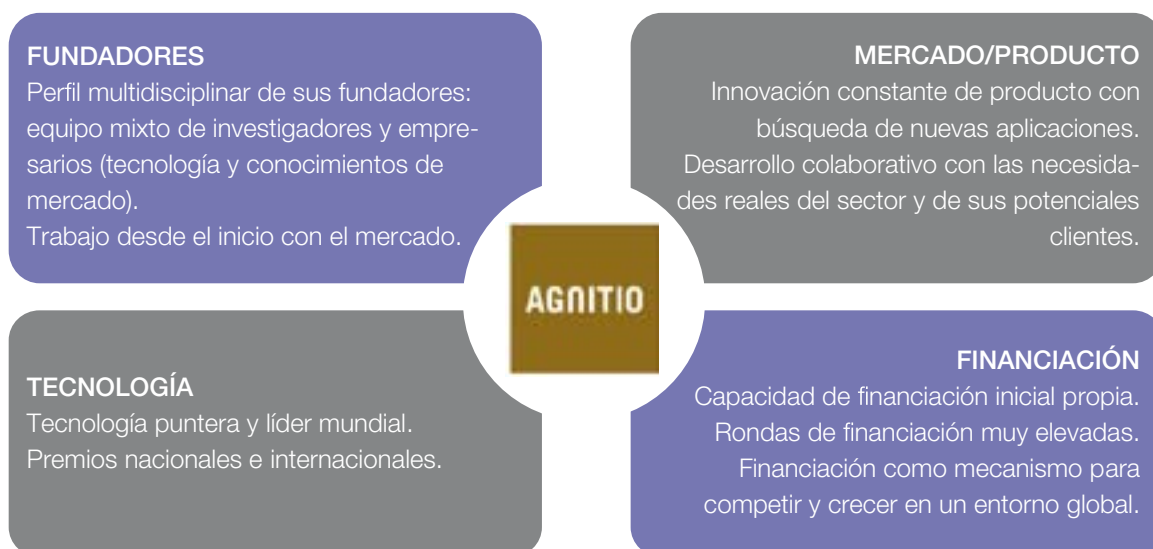 FUNDADORES
Perfil multidisciplinar de sus fundadores:
equipo mixto de investigadores y empre-
sarios (tecnología y conocimientos de
mercado).
Trabajo desde el inicio con el mercado.
MERCADO/PRODUCTO
Innovación constante de producto con
búsqueda de nuevas aplicaciones.
Desarrollo colaborativo con las necesida-
des reales del sector y de sus potenciales
clientes.
AGNITIO
TECNOLOGÍA
Tecnología puntera y líder mundial.
Premios nacionales e internacionales.
FINANCIACIÓN
Capacidad de financiación inicial propia.
Rondas de financiación muy elevadas.
Financiación como mecanismo para
competir y crecer en un entorno global.